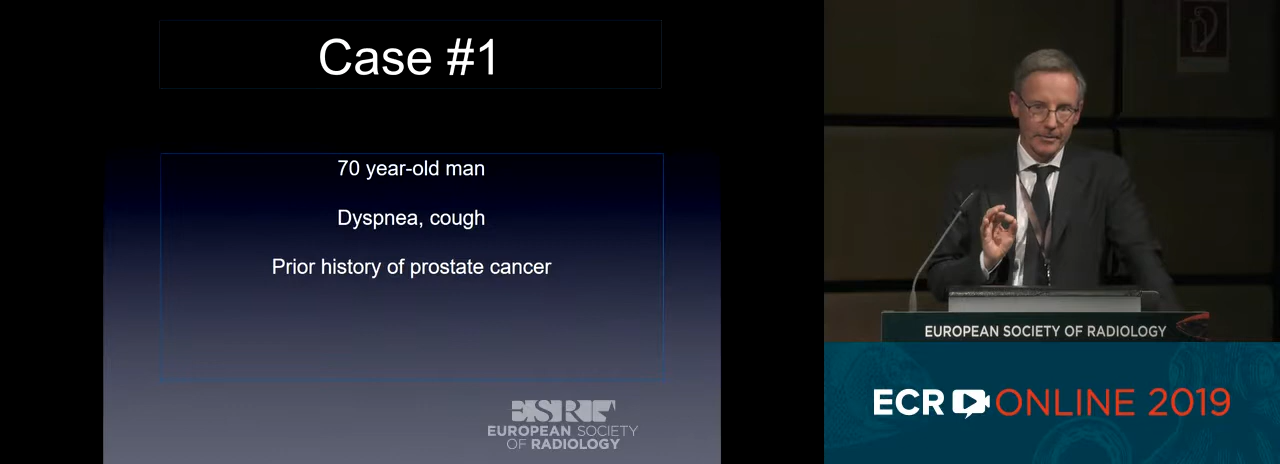 Case #1
70 year-old man
Dyspnea, cough
Prior history of prostate cancer
ESR
EUROPEAN SOCIETY
OF RADIOLOGY
EUROPEAN SOCIETY OF RADIOLOGY
ECR ONLINE 2019